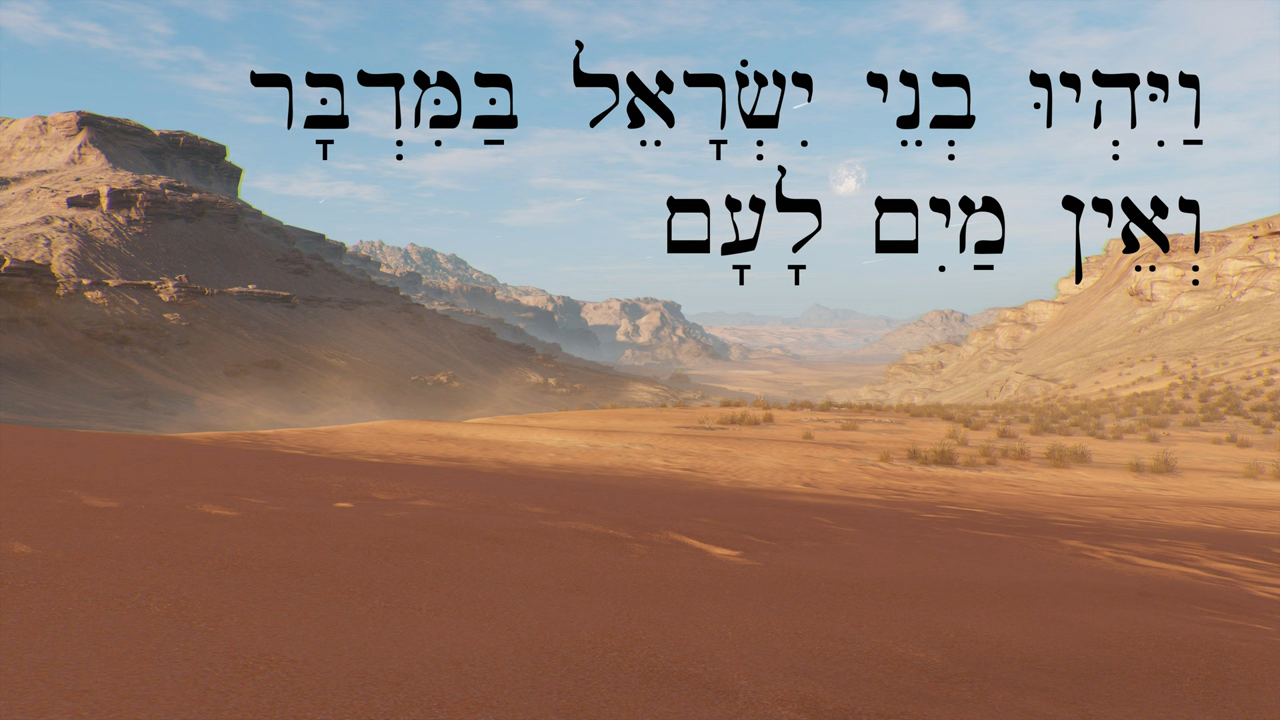 וַיִּהְיוּ בְנֵי יִשְׂרָאֵל בַּמִּדְבָּר
וְאֵין מַיִם לָעָם